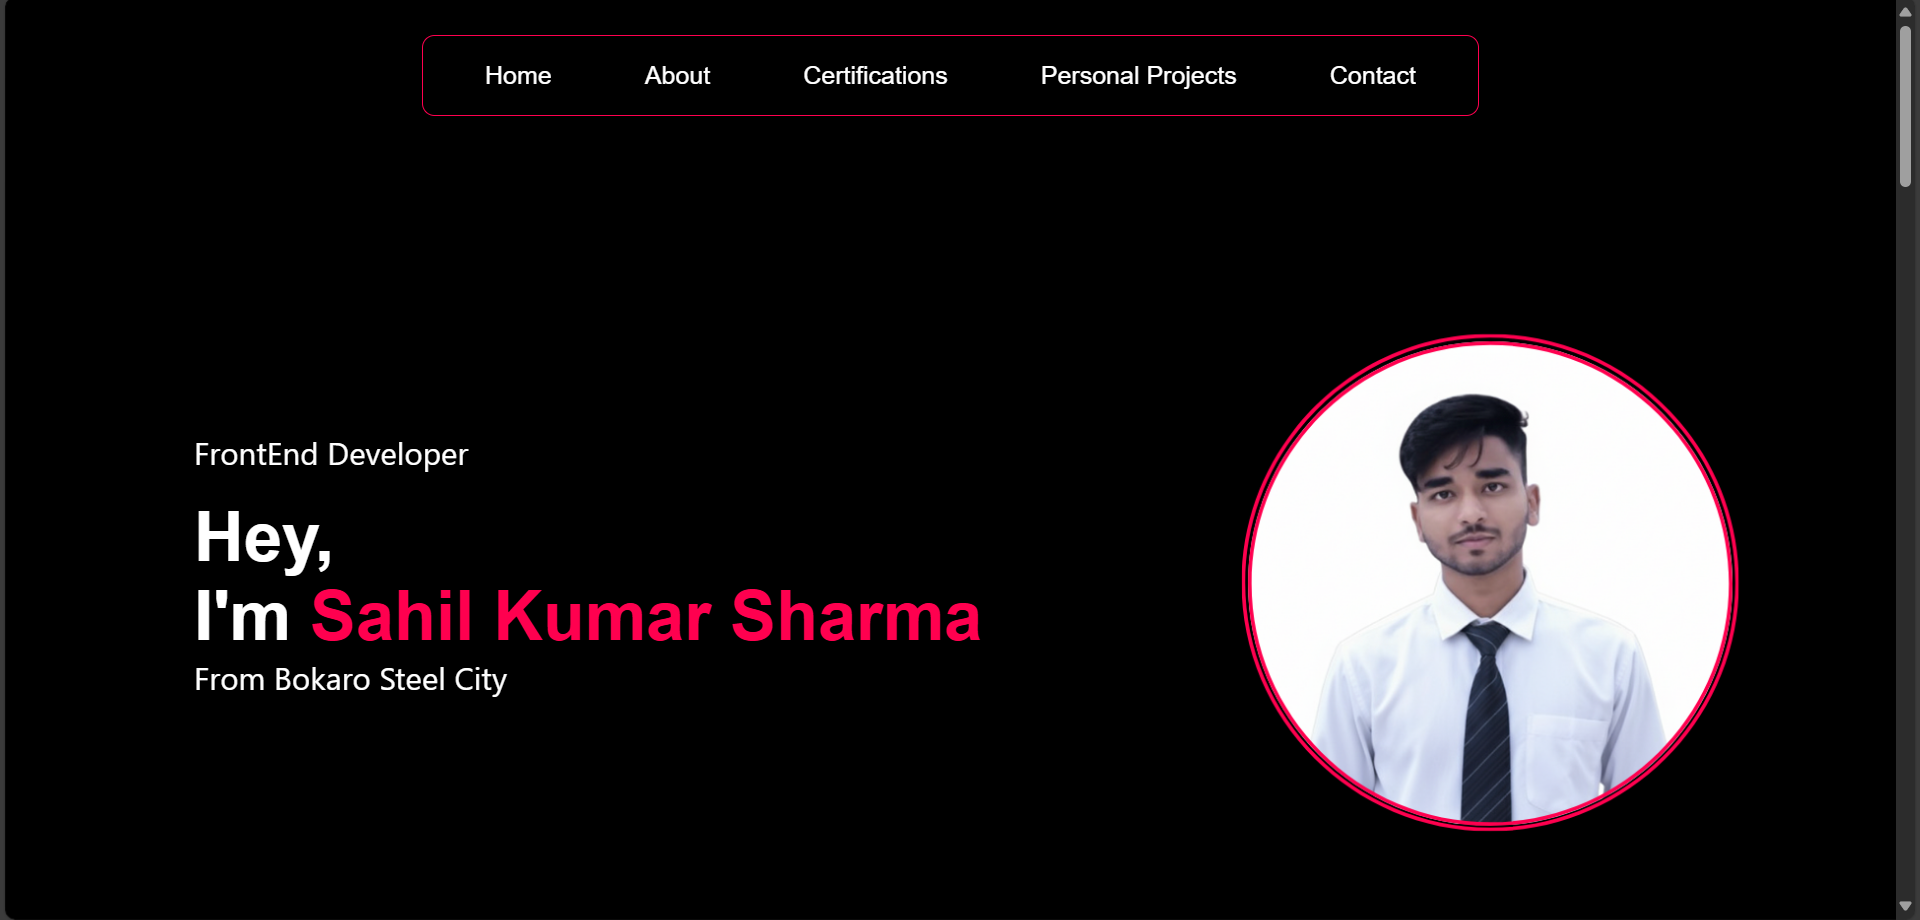 Home About Certifications Personal Projects Contact
FrontEnd Developer
Hey,
I'm Sahil Kumar Sharma
From Bokaro Steel City